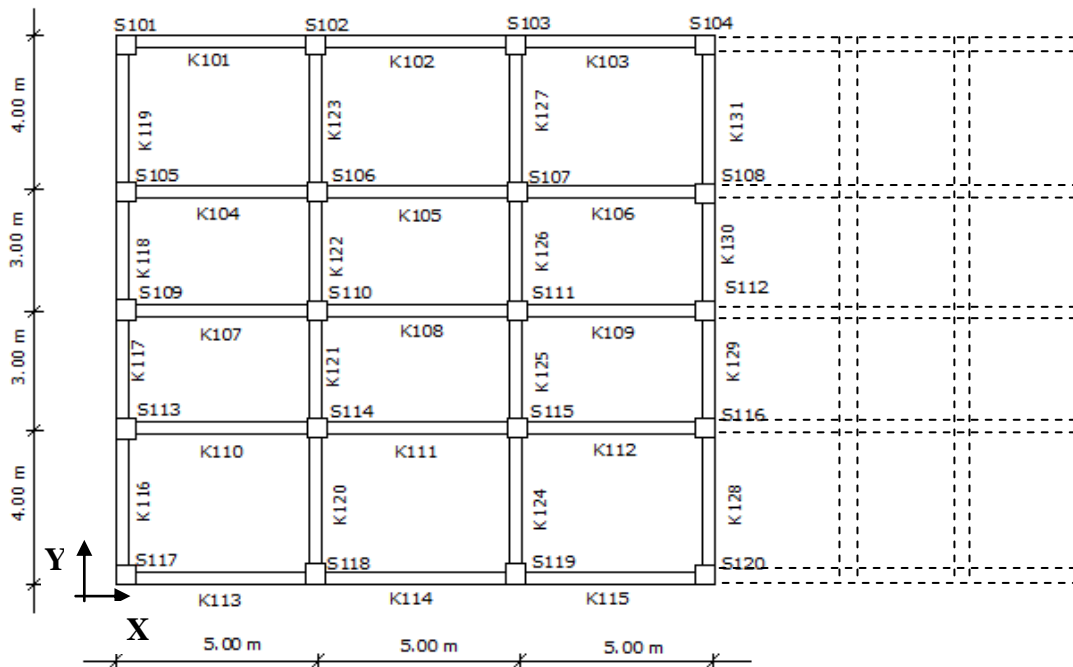 S101 S102 S103 S104
K101 K102 K103
4.00 m K119 K123 K127 K131
S105 S106 S107 S108
K104 K105 K106
3.00 m K118 K122 K126 K130
S109 S110 S111 S112
K107 K108 K109
3.00 m K117 K121 K125 K129
S113 S114 S115 S116
K110 K111 K112
4.00 m K116 K120 K124 K128
Y S117 S118 S119 S120
K113 K114 K115
X
5.00 m 5.00 m 5.00 m